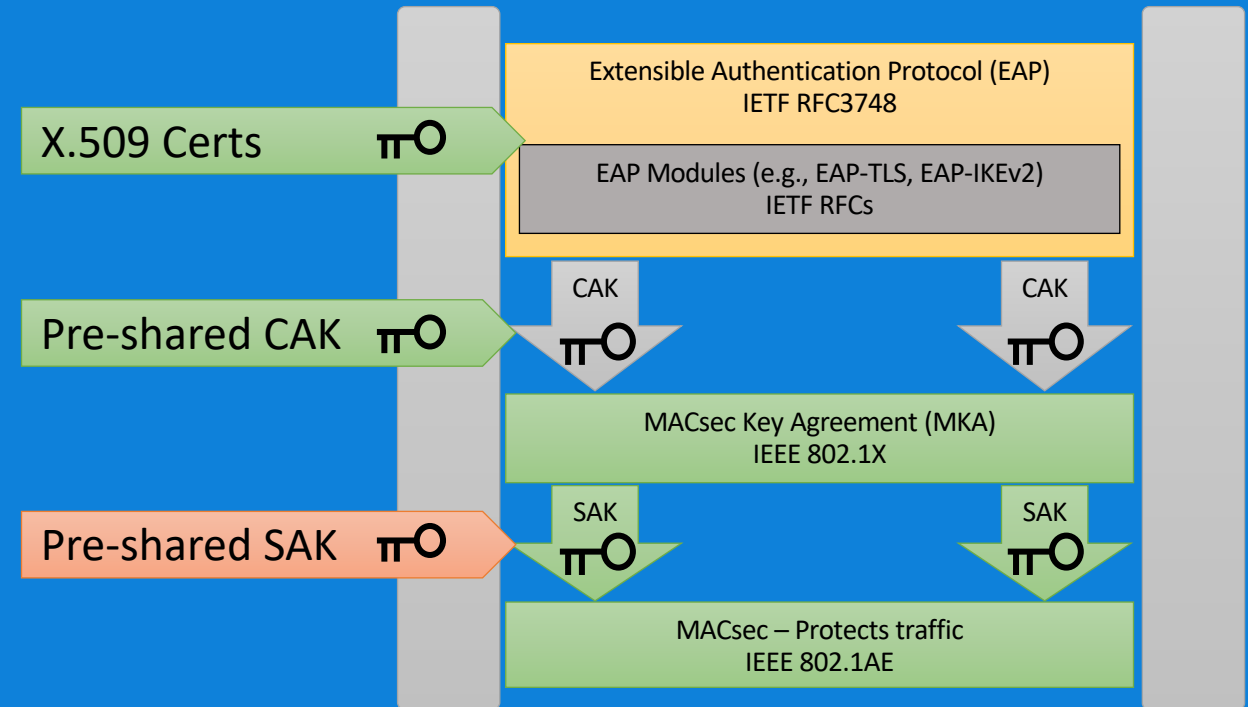 Extensible Authentication Protocol (EAP)
IETF RFC3748
X.509 Certs
EAP Modules (e.g., EAP-TLS, EAP-IKEv2)
IETF RFCs
CAK
CAK
Pre-shared CAK
MACsec Key Agreement (MKA)
IEEE 802.1X
SAK
SAK
Pre-shared SAK
MACsec – Protects traffic
IEEE 802.1AE